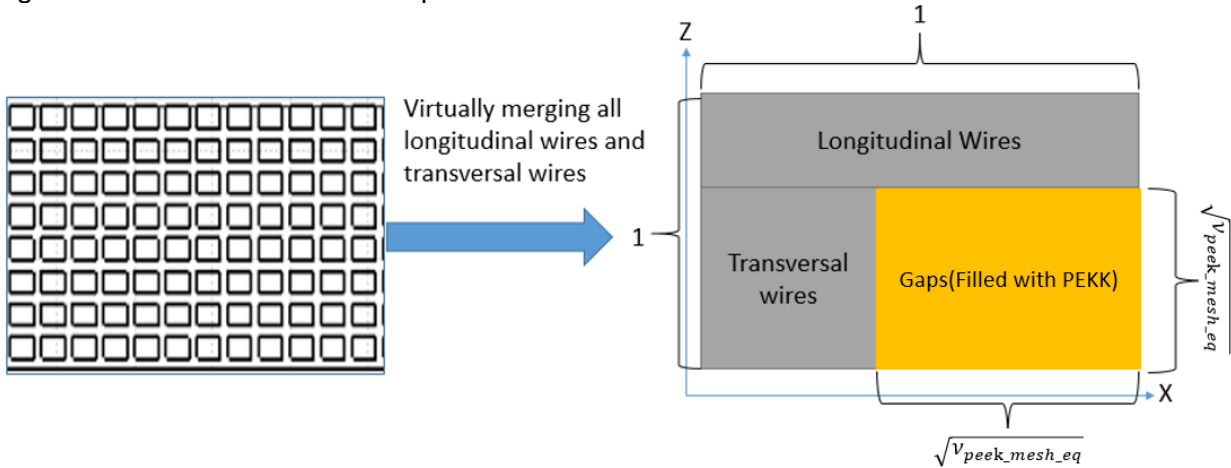 Z
1
Virtually merging all
longitudinal wires and
transversal wires
Longitudinal Wires
1
Transversal
wires
Gaps(Filled with PEKK)
√v_peek_mesh_eq
X
√v_peek_mesh_eq